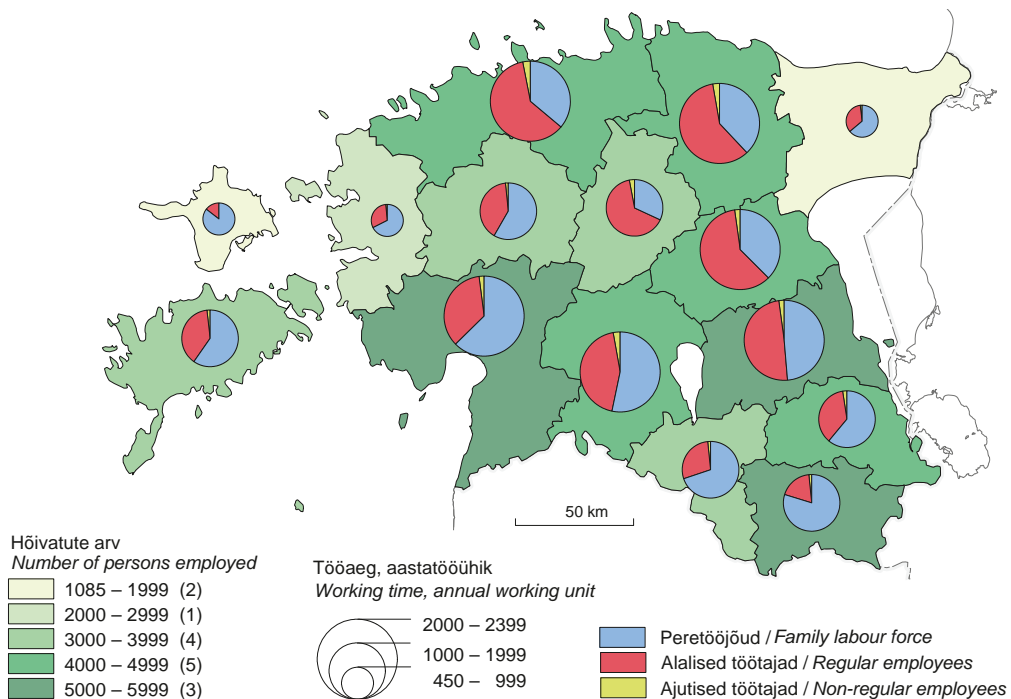 50 km
Hõivatute arv
Number of persons employed
1085 – 1999 (2)
2000 – 2999 (1)
3000 – 3999 (4)
4000 – 4999 (5)
5000 – 5999 (3)
Tööaeg, aastatööühik
Working time, annual working unit
2000 – 2399
1000 – 1999
450 – 999
Peretööjõud / Family labour force
Alalised töötajad / Regular employees
Ajutised töötajad / Non-regular employees